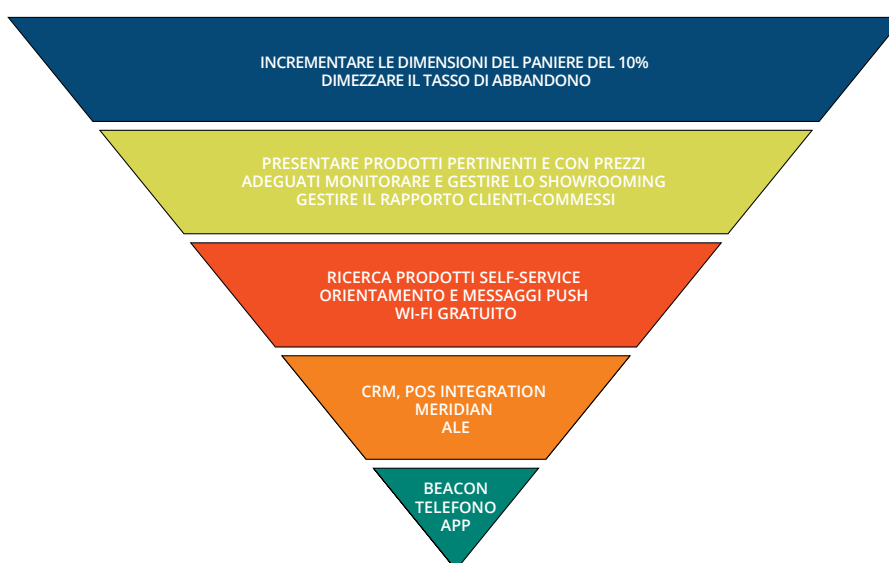 INCREMENTARE LE DIMENSIONI DEL PANIERE DEL 10%
DIMEZZARE IL TASSO DI ABBANDONO
PRESENTARE PRODOTTI PERTINENTI E CON PREZZI
ADEGUATI MONITORARE E GESTIRE LO SHOWROOMING
GESTIRE IL RAPPORTO CLIENTI-COMMESSI
RICERCA PRODOTTI SELF-SERVICE
ORIENTAMENTO E MESSAGGI PUSH
WI-FI GRATUITO
CRM, POS INTEGRATION
MERIDIAN
ALE
BEACON
TELEFONO
APP